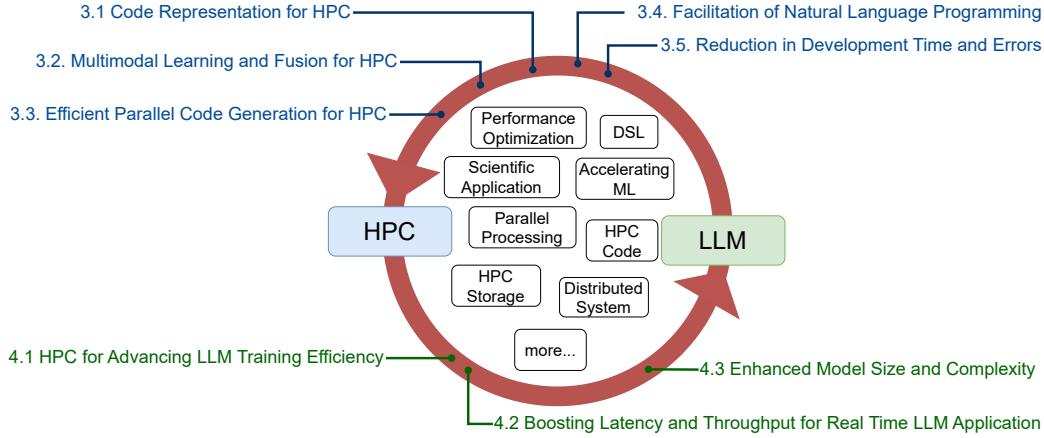 3.1 Code Representation for HPC
3.4. Facilitation of Natural Language Programming
3.5. Reduction in Development Time and Errors
3.2. Multimodal Learning and Fusion for HPC
3.3. Efficient Parallel Code Generation for HPC
Performance
Optimization
DSL
Scientific
Application
Accelerating
ML
HPC
Parallel
Processing
HPC
Code
LLM
HPC
Storage
Distributed
System
more...
4.1 HPC for Advancing LLM Training Efficiency
4.3 Enhanced Model Size and Complexity
4.2 Boosting Latency and Throughput for Real Time LLM Application